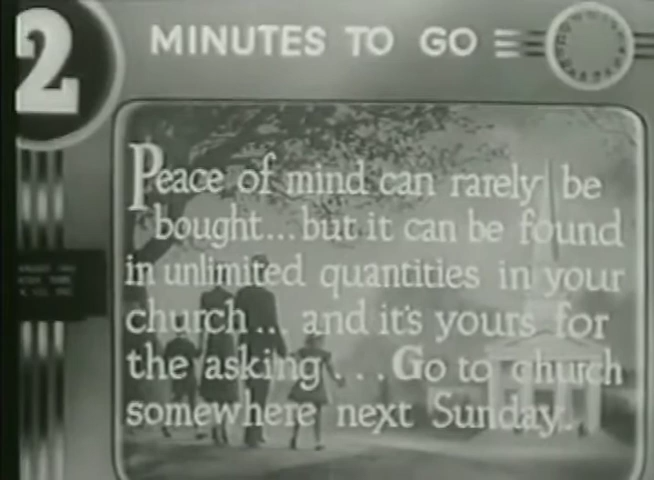 2 MINUTES TO GO
Peace of mind can rarely be
bought...but it can be found
in unlimited quantities in your
church... and it's yours for
the asking ... Go to church
somewhere next Sunday..